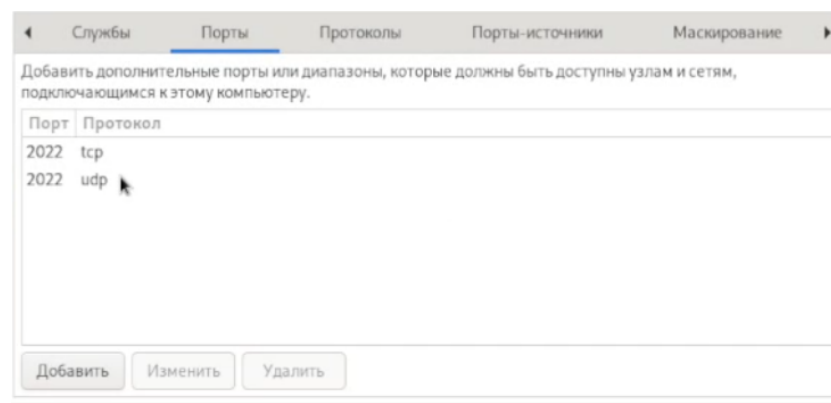 Службы Порты Протоколы Порты-источники Маскирование
Добавить дополнительные порты или диапазоны, которые должны быть доступны узлам и сетям,
подключающимся к этому компьютеру.
Порт Протокол
2022 tcp
2022 udp
Добавить Изменить Удалить